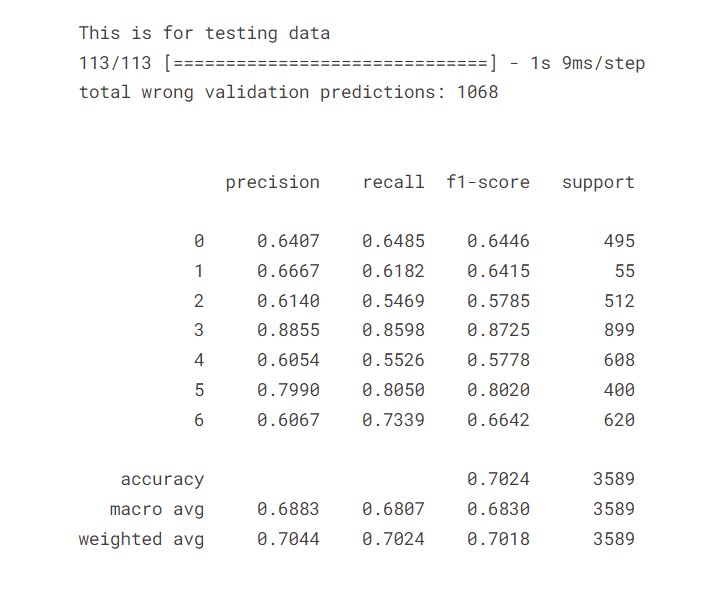 This is for testing data
113/113 [==============================] - 1s 9ms/step
total wrong validation predictions: 1068
precision recall f1-score support
0 0.6407 0.6485 0.6446 495
1 0.6667 0.6182 0.6415 55
2 0.6140 0.5469 0.5785 512
3 0.8855 0.8598 0.8725 899
4 0.6054 0.5526 0.5778 608
5 0.7990 0.8050 0.8020 400
6 0.6067 0.7339 0.6642 620
accuracy 0.7024 3589
macro avg 0.6883 0.6807 0.6830 3589
weighted avg 0.7044 0.7024 0.7018 3589